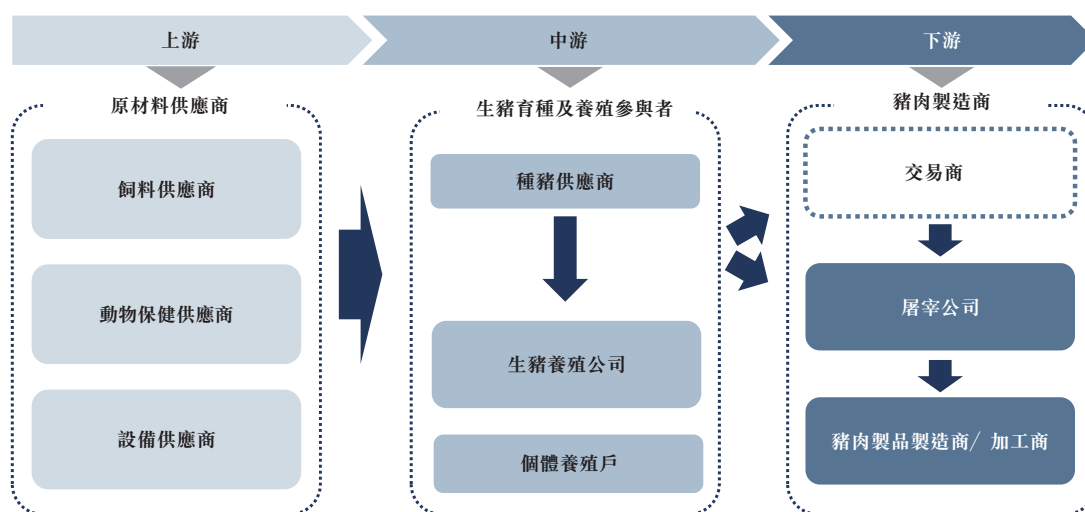 上游
中游
下游
原材料供應商
飼料供應商
動物保健供應商
設備供應商
生豬育種及養殖參與者
種豬供應商
生豬養殖公司
個體養殖戶
豬肉製造商
交易商
屠宰公司
豬肉製品製造商/ 加工商